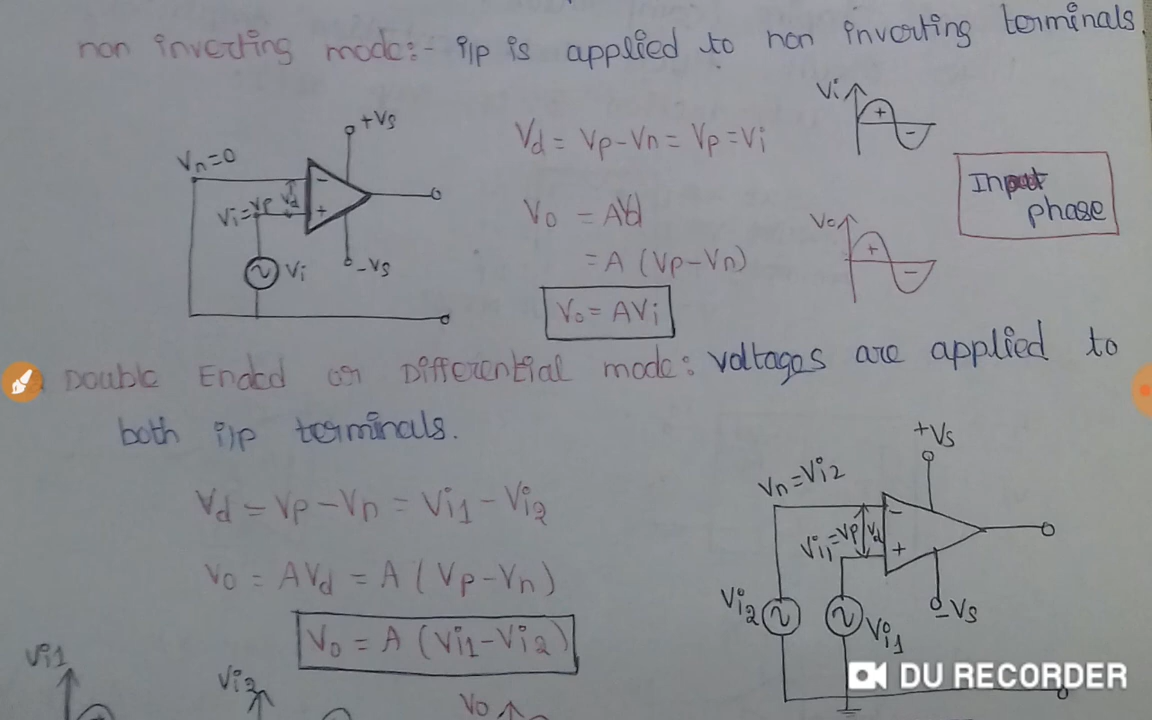 non inverting mode:- i/p is applied to non inverting terminals.
+Vs
Vn=0
-
Vi=Vp Vd
+
Vi
-Vs
Vd = Vp-Vn = Vp = Vi
Vo = AVd
= A (Vp-Vn)
Vo = AVi
Vi
+
-
Vo
+
-
phase
Double Ended or Differential mode: voltages are applied to
both i/p terminals.
Vd = Vp - Vn = Vi1 - Vi2
Vo = AVd = A (Vp - Vn)
Vo = A (Vi1-Vi2)
+Vs
Vn=Vi2
-
Vi1=Vp Vd
+
Vi2
Vi1
-Vs
Vi1
Vi2
Vo
DU RECORDER